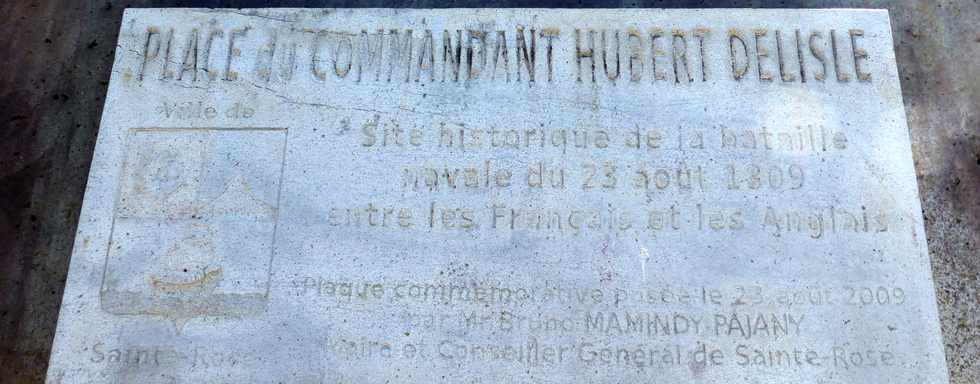 PLACE du COMMANDANT HUBERT DELISLE
Ville de
Site historique de la bataille
navale du 23 août 1809
entre les Français et les Anglais
Plaque commémorative posée le 23 août 2009
par Mr Bruno MAMINDY-PAJANY
Maire et Conseiller Général de Sainte-Rose
Sainte-Rose